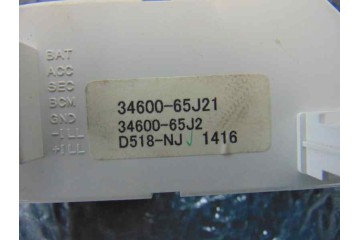 BAT
ACC
SEC
BCM
GND
-ILL
+ILL
34600-65J21
34600-65J2
D518-NJ √ 1416